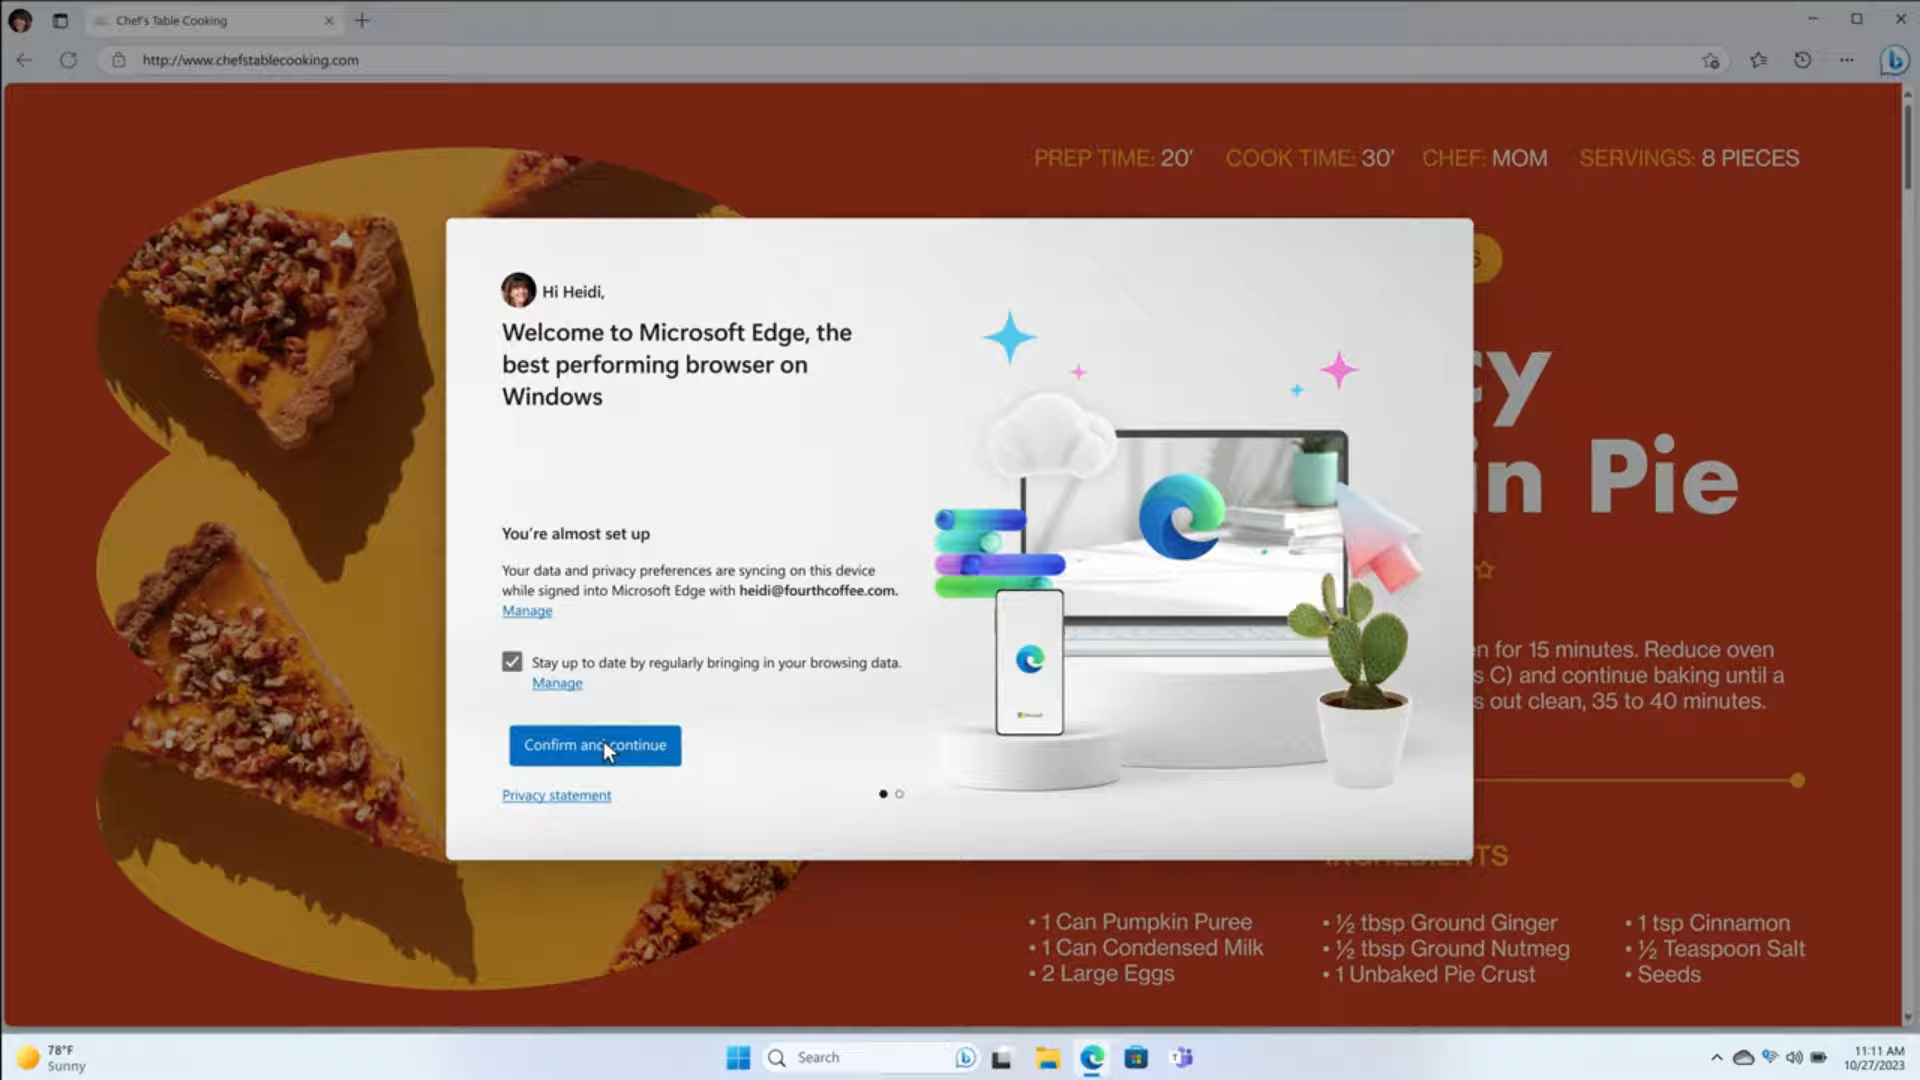 Chef's Table Cooking
http://www.chefstablecooking.com
PREP TIME: 20' COOK TIME: 30' CHEF: MOM SERVINGS: 8 PIECES
Hi Heidi,
Welcome to Microsoft Edge, the
best performing browser on
Windows
You're almost set up
Your data and privacy preferences are syncing on this device
while signed into Microsoft Edge with heidi@fourthcoffee.com.
Manage
Stay up to date by regularly bringing in your browsing data.
Manage
Confirm and continue
Privacy statement
Microsoft
S
cy
in Pie
n for 15 minutes. Reduce oven
s C) and continue baking until a
s out clean, 35 to 40 minutes.
INGREDIENTS
• 1 Can Pumpkin Puree
• 1 Can Condensed Milk
• 2 Large Eggs
• ½ tbsp Ground Ginger
• ½ tbsp Ground Nutmeg
• 1 Unbaked Pie Crust
• 1 tsp Cinnamon
• ½ Teaspoon Salt
• Seeds
78°F
Sunny
Search
11:11 AM
10/27/2023